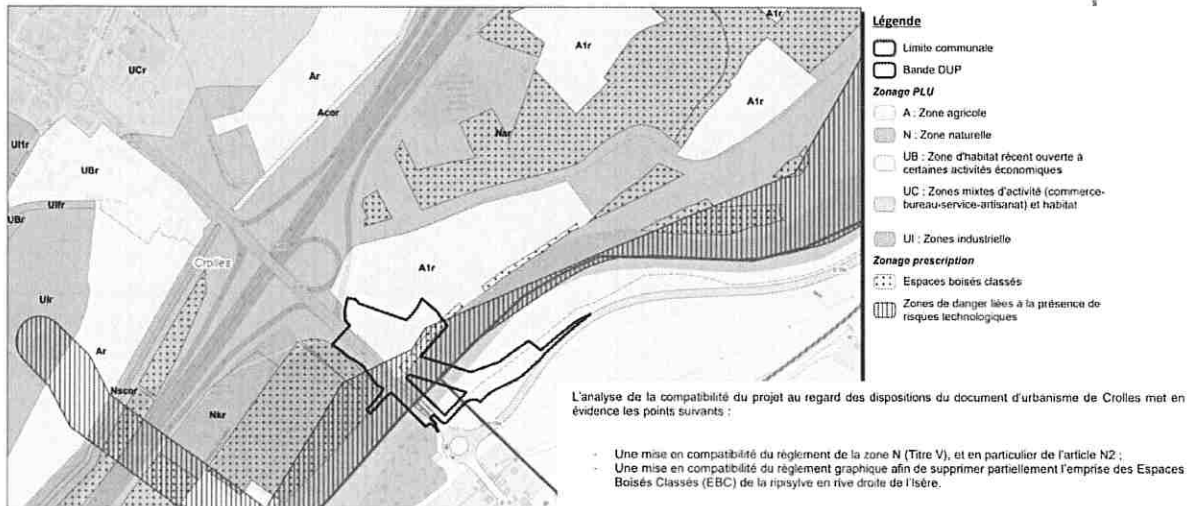 s
Légende
Limite communale
Bande DUP
Zonage PLU
A : Zone agricole
N : Zone naturelle
UB : Zone d'habitat récent ouverte à
certaines activités économiques
UC : Zones mixtes d'activité (commerce-
bureau-service-artisanat) et habitat
UI : Zones industrielle
Zonage prescription
Espaces boisés classés
Zones de danger liées à la présence de
risques technologiques
A1r
A1r
UCr
Ar
A1r
Acor
Nsr
UI1r
UBr
UIfr
UBr
Crolles
A1r
UIr
Ar
Nscor
Nkr
L'analyse de la compatibilité du projet au regard des dispositions du document d'urbanisme de Crolles met en
évidence les points suivants :
- Une mise en compatibilité du règlement de la zone N (Titre V), et en particulier de l'article N2 ;
- Une mise en compatibilité du règlement graphique afin de supprimer partiellement l'emprise des Espaces
Boisés Classés (EBC) de la ripisylve en rive droite de l'Isère.